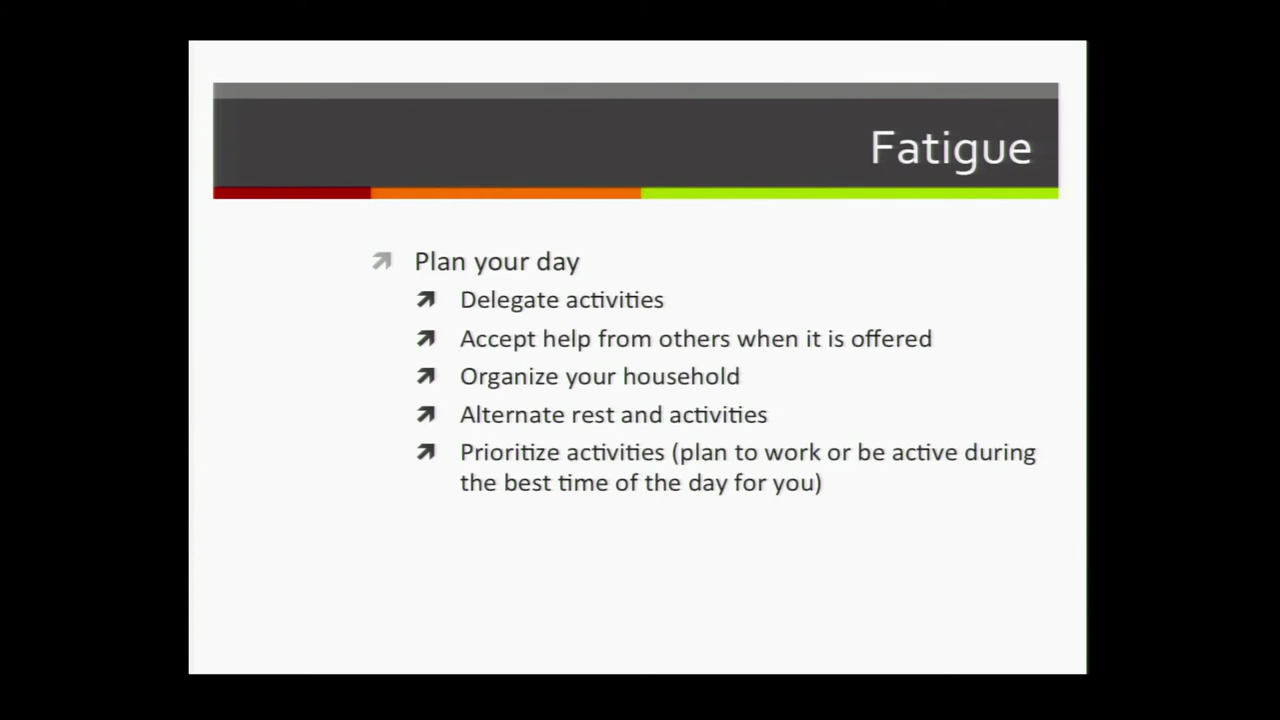 Fatigue
Plan your day
Delegate activities
Accept help from others when it is offered
Organize your household
Alternate rest and activities
Prioritize activities (plan to work or be active during
the best time of the day for you)